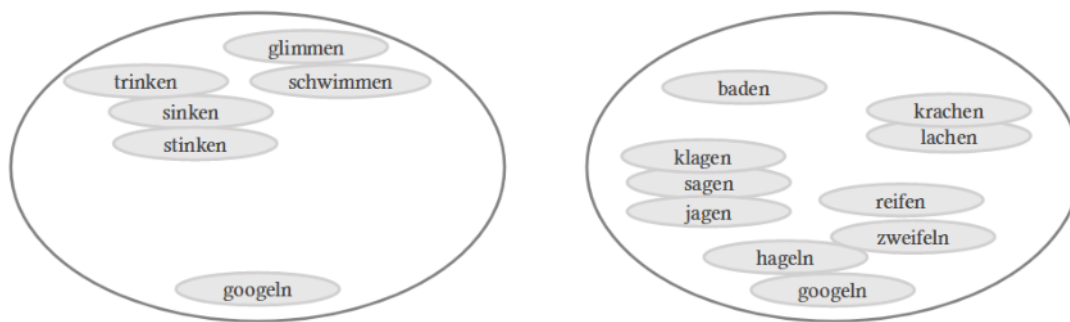 glimmen
trinken
schwimmen
sinken
stinken
googeln
baden
krachen
lachen
klagen
sagen
jagen
reifen
zweifeln
hageln
googeln